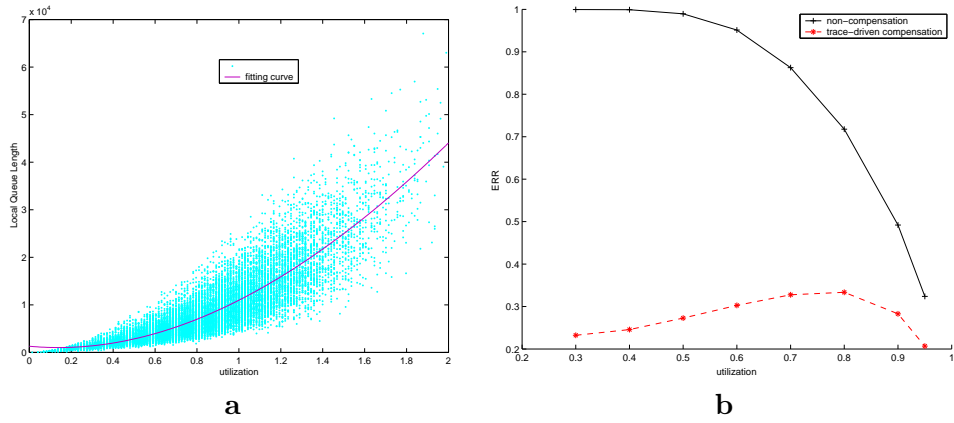 x 10^4
7
6
5
4
3
2
1
0
Local Queue Length
fitting curve
0 0.2 0.4 0.6 0.8 1 1.2 1.4 1.6 1.8 2
utilization
a
1
0.9
0.8
0.7
0.6
0.5
0.4
0.3
0.2
ERR
non−compensation
trace−driven compensation
0.2 0.3 0.4 0.5 0.6 0.7 0.8 0.9 1
utilization
b